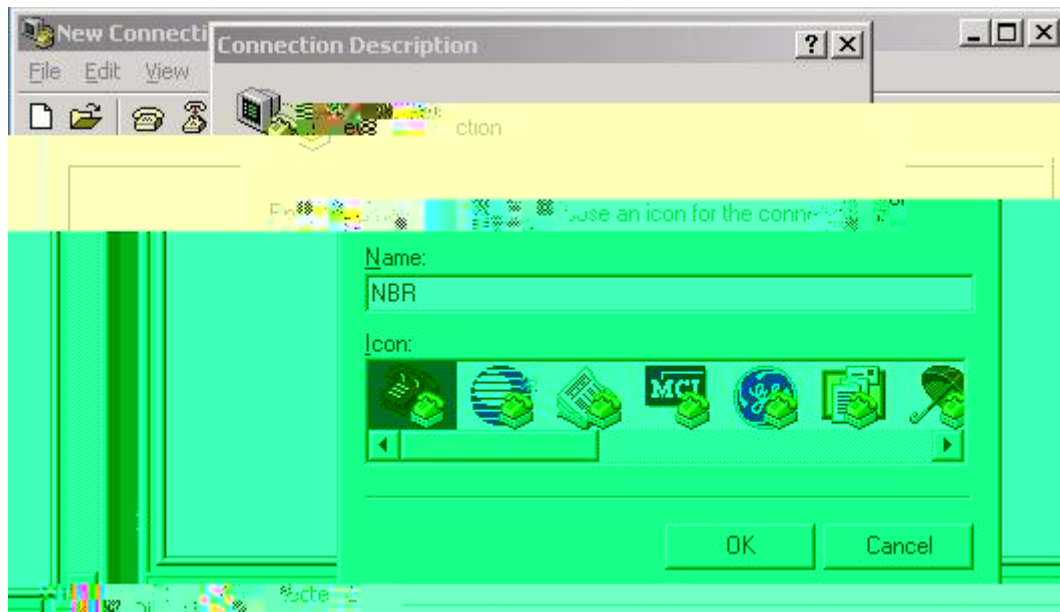 New Connecti
Connection Description
File Edit View
ction
an icon for the conne
Name:
NBR
Icon:
MCI
OK Cancel